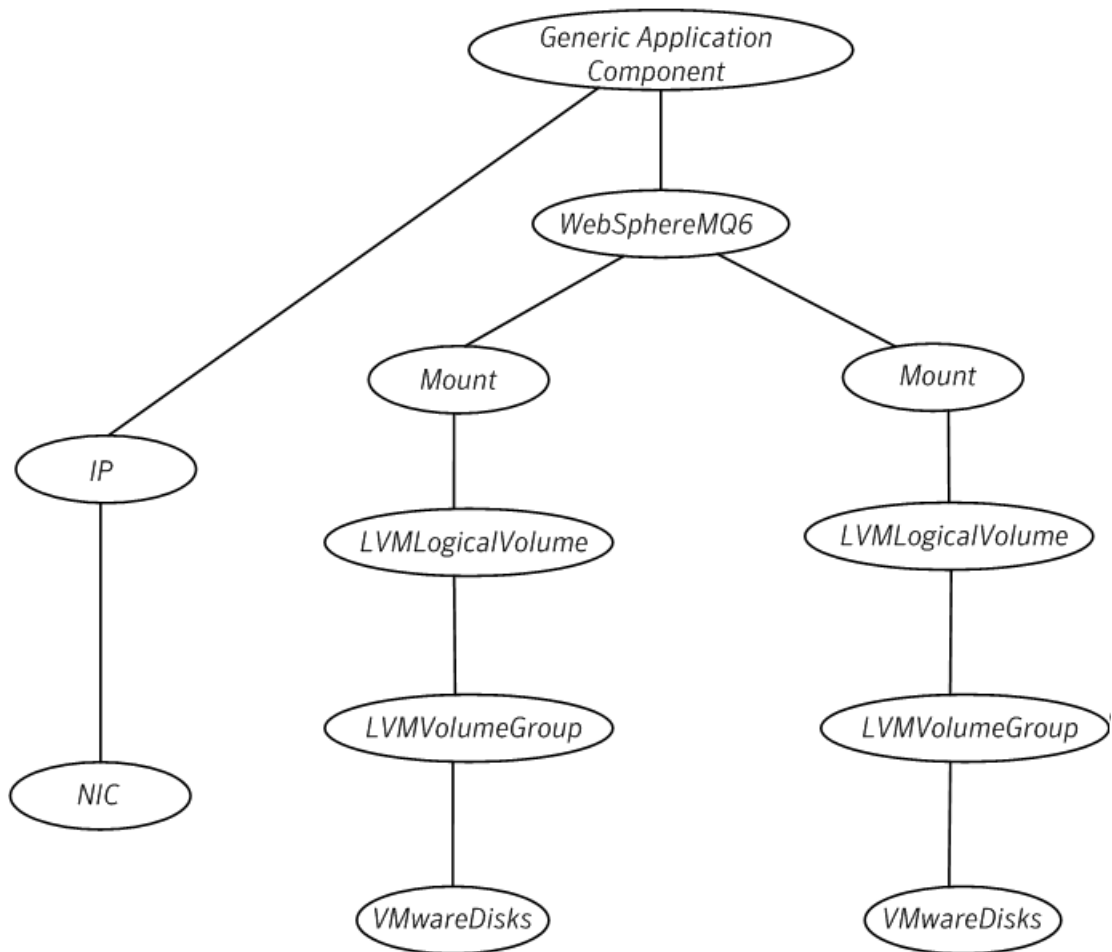 Generic Application
Component
WebSphereMQ6
Mount
Mount
IP
LVMLogicalVolume
LVMLogicalVolume
LVMVolumeGroup
LVMVolumeGroup
NIC
VMwareDisks
VMwareDisks